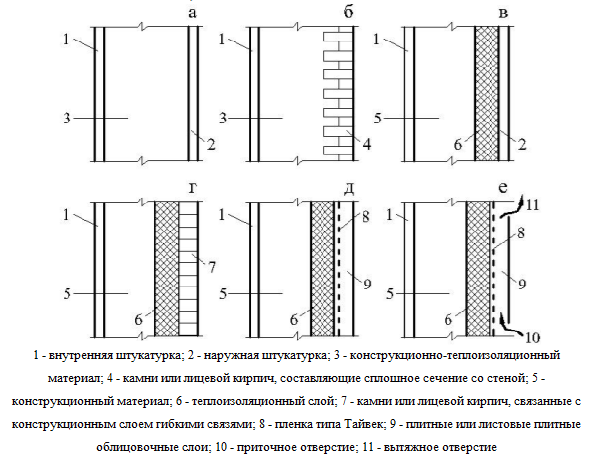 а
1
3
2
б
1
3
4
в
1
5
6
2
г
1
5
6
7
д
1
5
6
8
9
е
1
5
6
11
8
9
10
1 - внутренняя штукатурка; 2 - наружная штукатурка; 3 - конструкционно-теплоизоляционный
материал; 4 - камни или лицевой кирпич, составляющие сплошное сечение со стеной; 5 -
конструкционный материал; 6 - теплоизоляционный слой; 7 - камни или лицевой кирпич, связанные с
конструкционным слоем гибкими связями; 8 - пленка типа Тайвек; 9 - плитные или листовые плитные
облицовочные слои; 10 - приточное отверстие; 11 - вытяжное отверстие